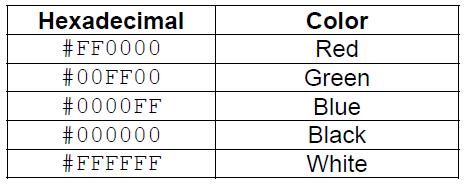 Hexadecimal Color
#FF0000 Red
#00FF00 Green
#0000FF Blue
#000000 Black
#FFFFFF White